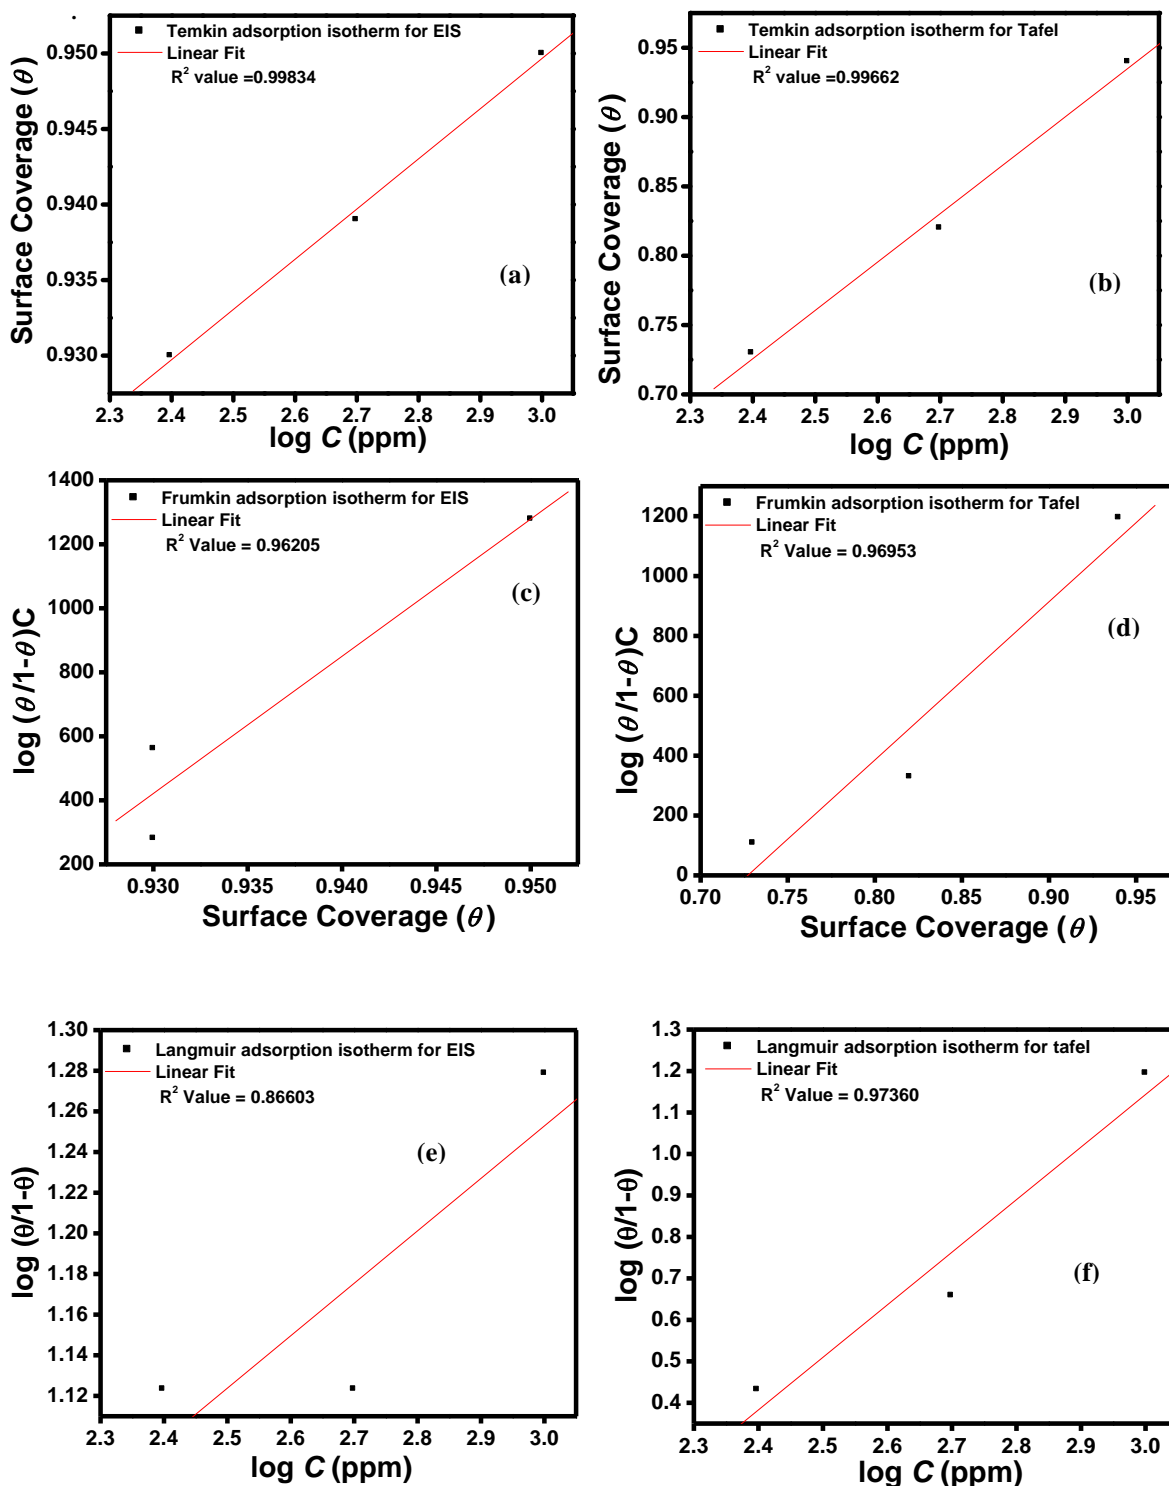 Temkin adsorption isotherm for EIS
Linear Fit
R² value =0.99834
0.950
0.945
0.940
0.935
0.930
Surface Coverage (θ)
(a)
2.3 2.4 2.5 2.6 2.7 2.8 2.9 3.0
log C (ppm)
Temkin adsorption isotherm for Tafel
Linear Fit
R² value =0.99662
0.95
0.90
0.85
0.80
0.75
0.70
Surface Coverage (θ)
(b)
2.3 2.4 2.5 2.6 2.7 2.8 2.9 3.0
log C (ppm)
Frumkin adsorption isotherm for EIS
Linear Fit
R² Value = 0.96205
1400
1200
1000
800
600
400
200
log (θ/1-θ)C
(c)
0.930 0.935 0.940 0.945 0.950
Surface Coverage (θ)
Frumkin adsorption isotherm for Tafel
Linear Fit
R² Value = 0.96953
1200
1000
800
600
400
200
0
log (θ/1-θ)C
(d)
0.70 0.75 0.80 0.85 0.90 0.95
Surface Coverage (θ)
Langmuir adsorption isotherm for EIS
Linear Fit
R² Value = 0.86603
1.30
1.28
1.26
1.24
1.22
1.20
1.18
1.16
1.14
1.12
log (θ/1-θ)
(e)
2.3 2.4 2.5 2.6 2.7 2.8 2.9 3.0
log C (ppm)
Langmuir adsorption isotherm for tafel
Linear Fit
R² Value = 0.97360
1.3
1.2
1.1
1.0
0.9
0.8
0.7
0.6
0.5
0.4
log (θ/1-θ)
(f)
2.3 2.4 2.5 2.6 2.7 2.8 2.9 3.0
log C (ppm)